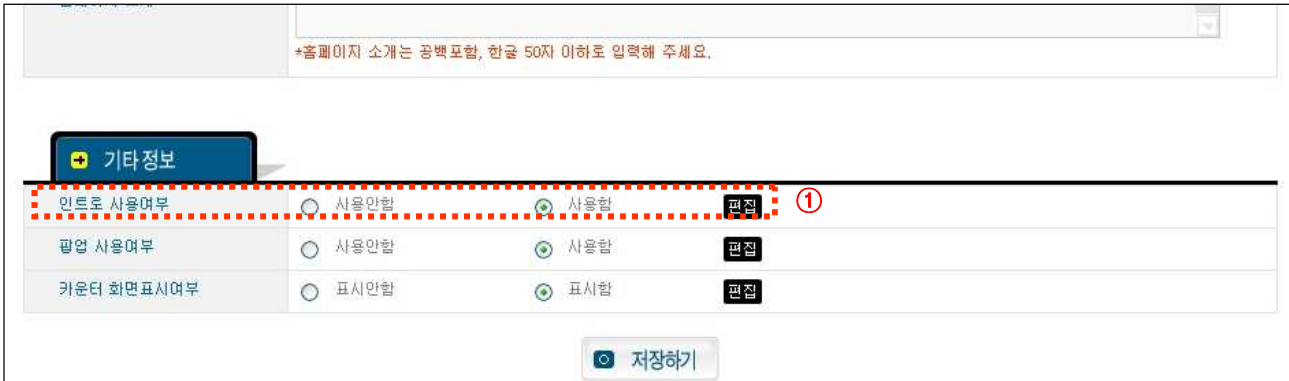 *홈페이지 소개는 공백포함, 한글 50자 이하로 입력해 주세요.
기타정보
인트로 사용여부 사용안함 사용함 편집 ①
팝업 사용여부 사용안함 사용함 편집
카운터 화면표시여부 표시안함 표시함 편집
저장하기